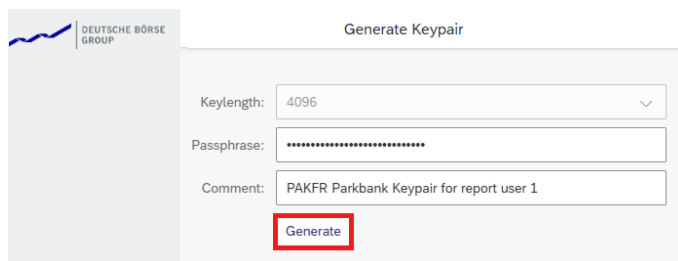 DEUTSCHE BÖRSE
GROUP
Generate Keypair
Keylength: 4096
Passphrase: ••••••••••••••••••••••••••••
Comment: PAKFR Parkbank Keypair for report user 1
Generate